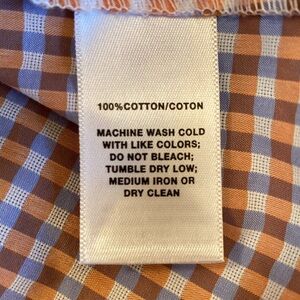 100%COTTON/COTON
MACHINE WASH COLD
WITH LIKE COLORS;
DO NOT BLEACH;
TUMBLE DRY LOW;
MEDIUM IRON OR
DRY CLEAN